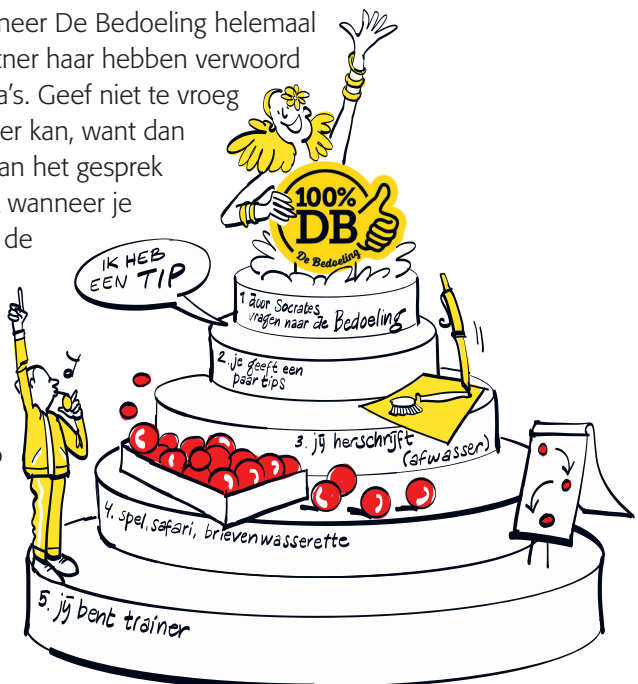 neer De Bedoeling helemaal
tner haar hebben verwoord
a's. Geef niet te vroeg
er kan, want dan
an het gesprek
wanneer je
de
100%
DB
De Bedoeling
IK HEB
EEN TIP
1 door Socrates
vragen naar de Bedoeling
2. je geeft een
paar tips
3. jij herschrijft
(afwasser)
4. spel, safari, brievenwasserette
5. jij bent trainer